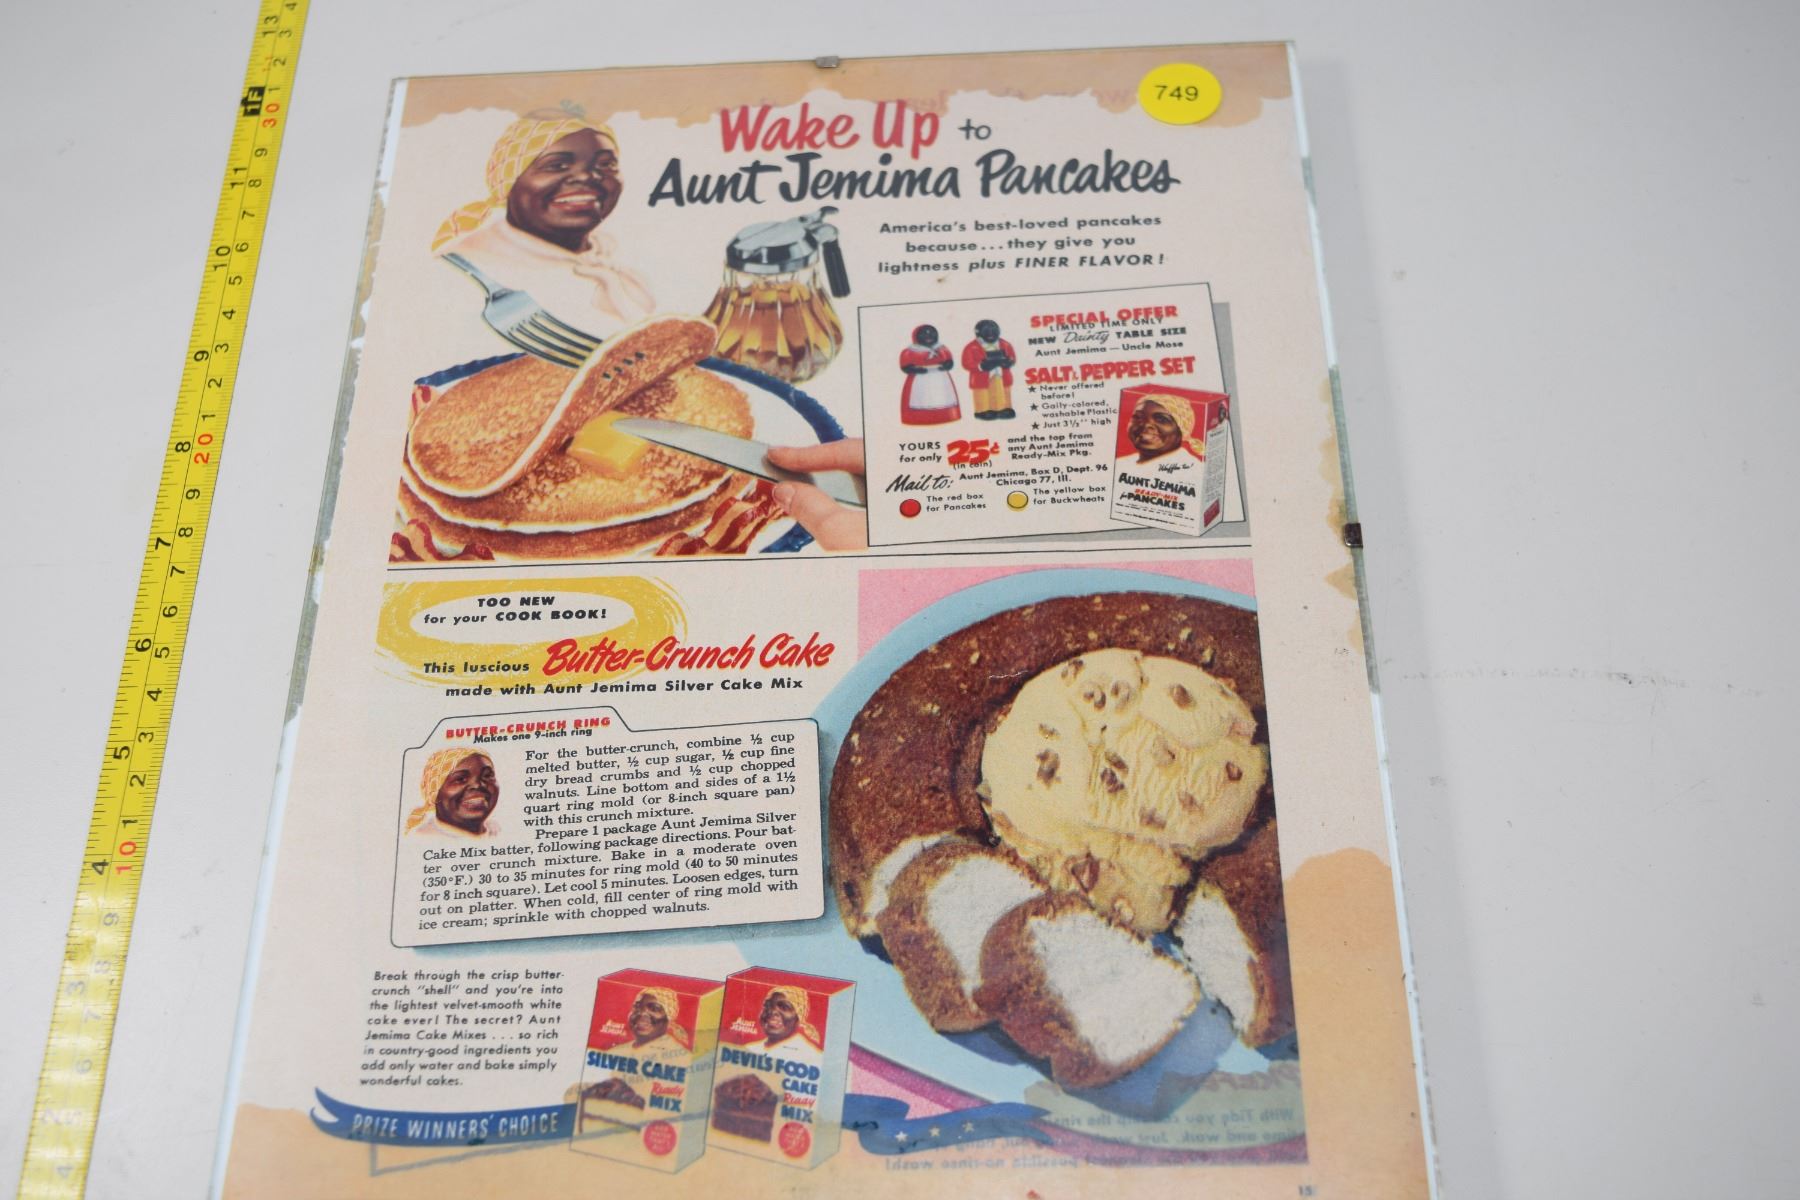 749
Wake Up to
Aunt Jemima Pancakes
America's best-loved pancakes
because...they give you
lightness plus FINER FLAVOR!
SPECIAL OFFER
LIMITED TIME ONLY
NEW Dainty TABLE SIZE
Aunt Jemima — Uncle Mose
SALT & PEPPER SET
★ Never offered
before!
★ Gaily-colored,
washable Plastic
★ Just 3½" high
YOURS
for only
25¢
(in coin)
and the top from
any Aunt Jemima
Ready-Mix Pkg.
Mail to: Aunt Jemima, Box D, Dept. 96
Chicago 77, Ill.
The red box
for Pancakes
The yellow box
for Buckwheats
Waffles too!
AUNT JEMIMA
READY-MIX
for PANCAKES
TOO NEW
for your COOK BOOK!
This luscious Butter-Crunch Cake
made with Aunt Jemima Silver Cake Mix
BUTTER-CRUNCH RING
Makes one 9-inch ring
For the butter-crunch, combine ½ cup
melted butter, ½ cup sugar, ½ cup fine
dry bread crumbs and ½ cup chopped
walnuts. Line bottom and sides of a 1½
quart ring mold (or 8-inch square pan)
with this crunch mixture.
Prepare 1 package Aunt Jemima Silver
Cake Mix batter, following package directions. Pour bat-
ter over crunch mixture. Bake in a moderate oven
(350°F.) 30 to 35 minutes for ring mold (40 to 50 minutes
for 8 inch square). Let cool 5 minutes. Loosen edges, turn
out on platter. When cold, fill center of ring mold with
ice cream; sprinkle with chopped walnuts.
Break through the crisp butter-
crunch "shell" and you're into
the lightest velvet-smooth white
cake ever! The secret? Aunt
Jemima Cake Mixes . . . so rich
in country-good ingredients you
add only water and bake simply
wonderful cakes.
PRIZE WINNERS' CHOICE
AUNT
JEMIMA
SILVER CAKE
Ready
MIX
AUNT
JEMIMA
DEVIL'S FOOD
CAKE
Ready
MIX
15